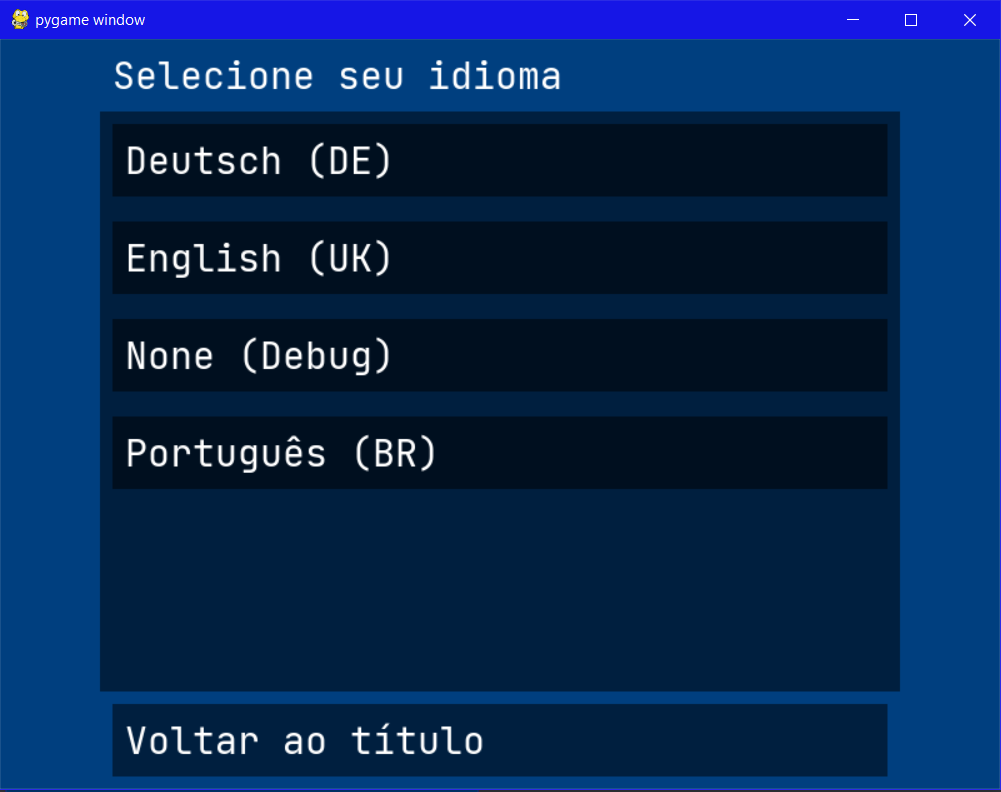 pygame window
Selecione seu idioma
Deutsch (DE)
English (UK)
None (Debug)
Português (BR)
Voltar ao título